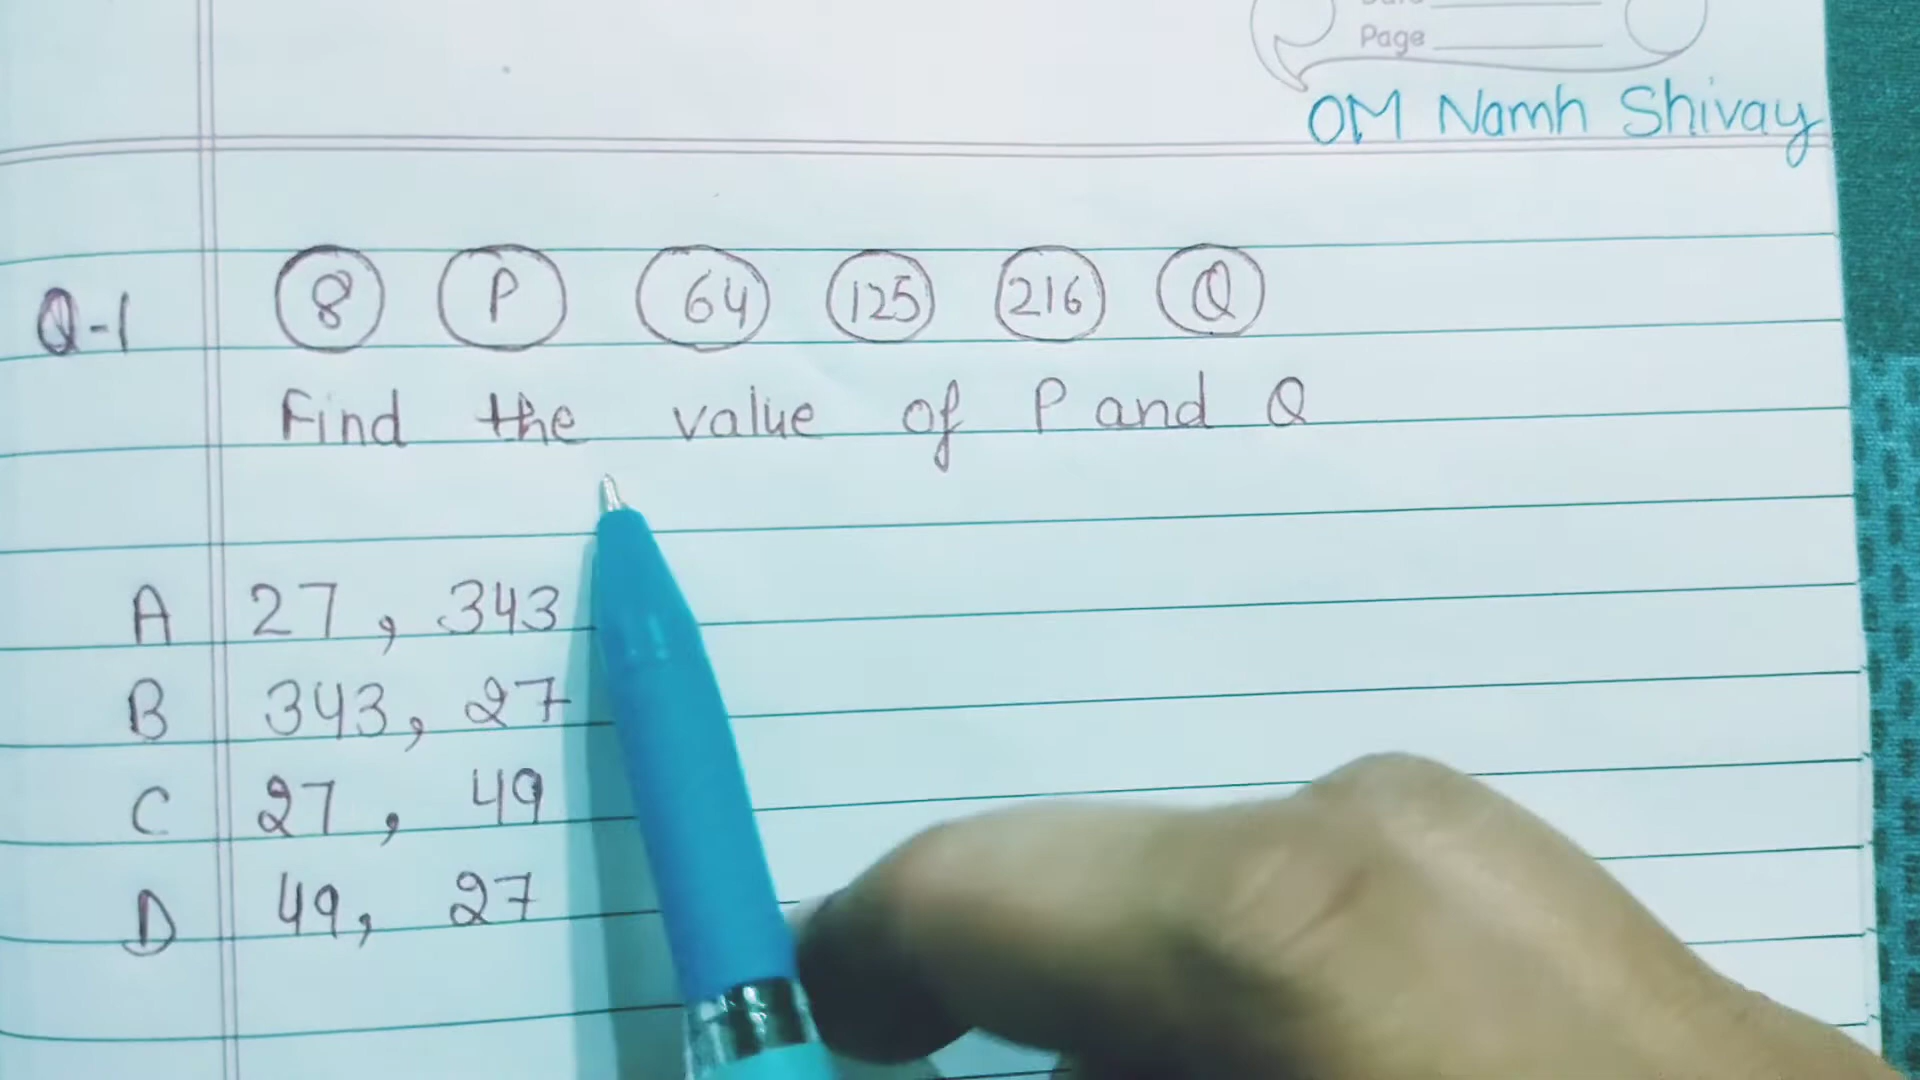 Page
OM Namh Shivay
Q-1 8 P 64 125 216 Q
Find the value of P and Q
A 27, 343
B 343, 27
C 27, 49
D 49, 27